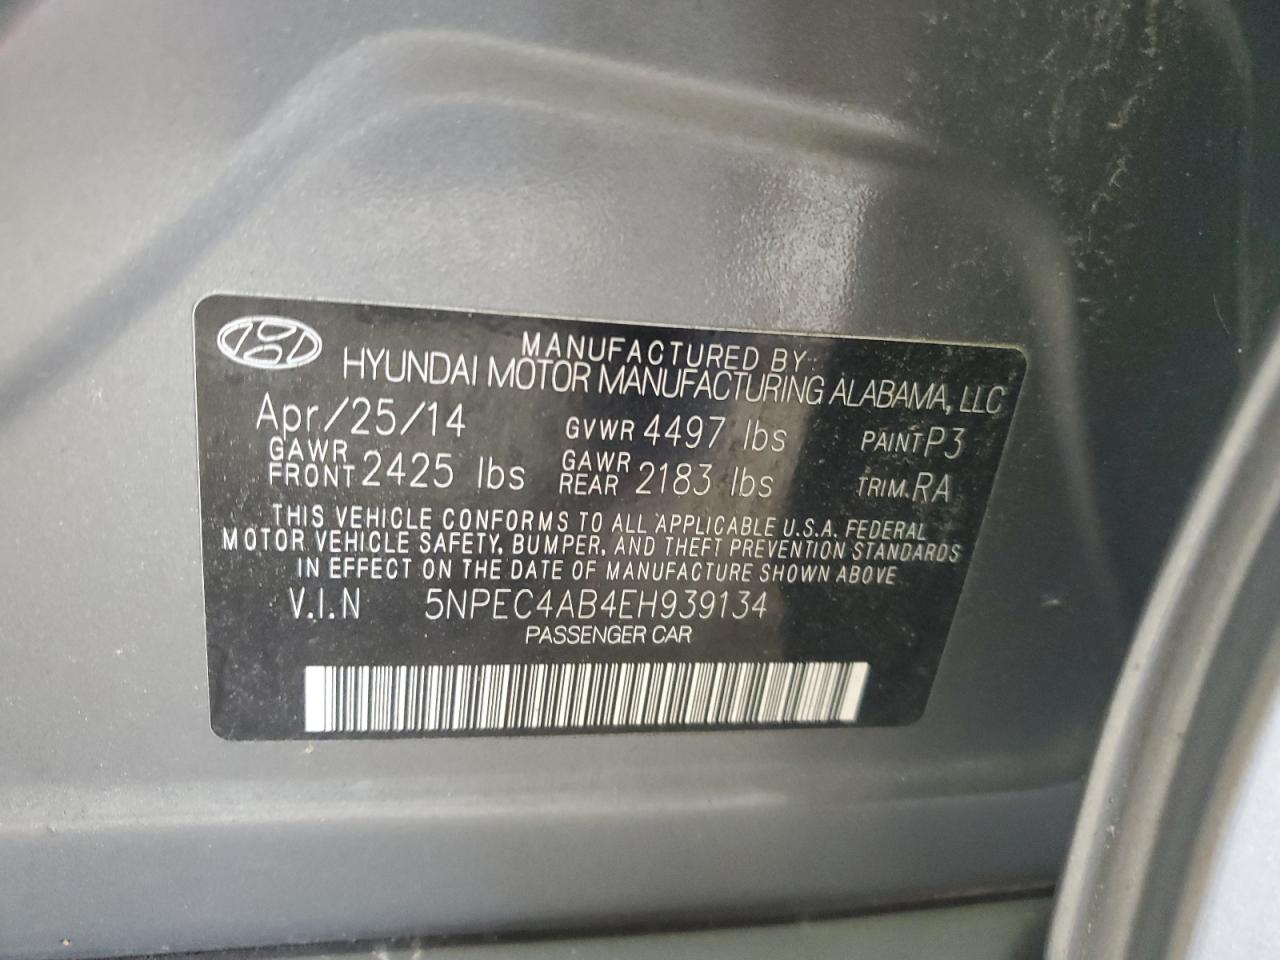 MANUFACTURED BY:
HYUNDAI MOTOR MANUFACTURING ALABAMA, LLC
Apr/25/14 GVWR 4497 lbs PAINT P3
GAWR FRONT 2425 lbs GAWR REAR 2183 lbs TRIM. RA
THIS VEHICLE CONFORMS TO ALL APPLICABLE U.S.A. FEDERAL
MOTOR VEHICLE SAFETY, BUMPER, AND THEFT PREVENTION STANDARDS
IN EFFECT ON THE DATE OF MANUFACTURE SHOWN ABOVE
V.I.N 5NPEC4AB4EH939134
PASSENGER CAR